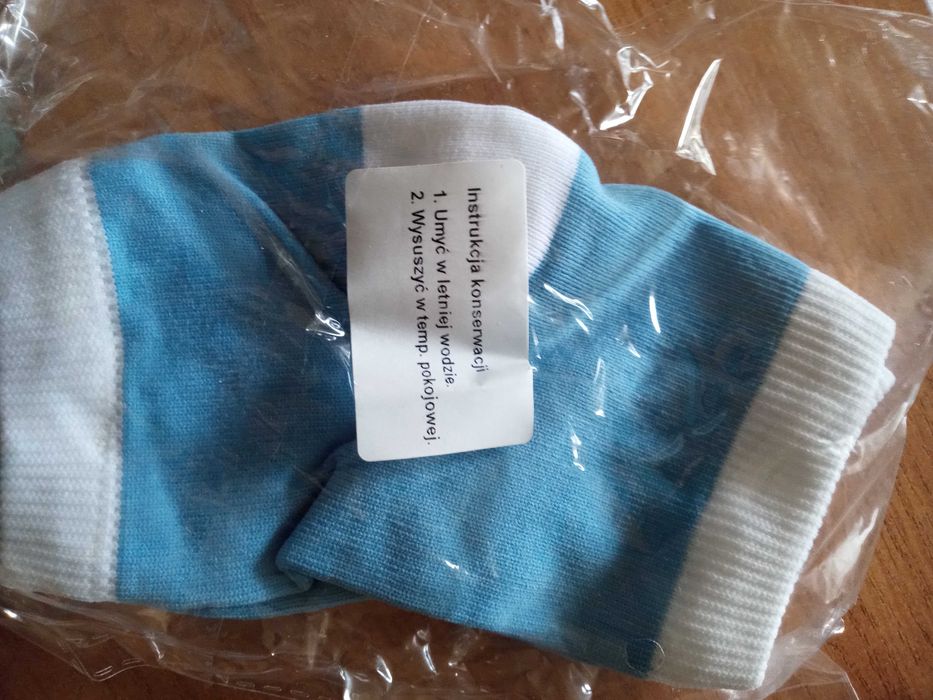 Instrukcja konserwacji
1. Umyć w letniej wodzie.
2. Wysuszyć w temp. pokojowej.